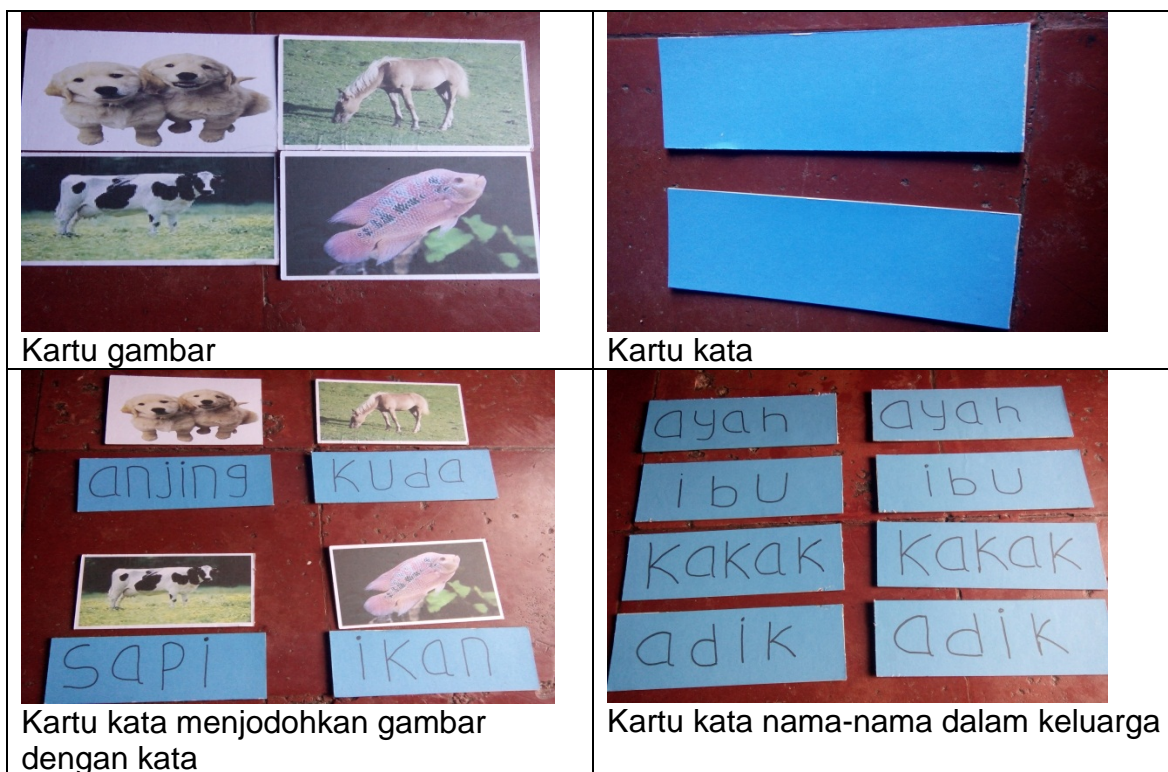 Kartu gambar
Kartu kata
anjing kuda
sapi ikan
Kartu kata menjodohkan gambar
dengan kata
ayah ayah
ibu ibu
kakak kakak
adik adik
Kartu kata nama-nama dalam keluarga